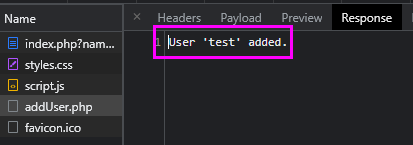 Name
Headers Payload Preview Response
index.php?nam...
styles.css
script.js
addUser.php
favicon.ico
1 User 'test' added.